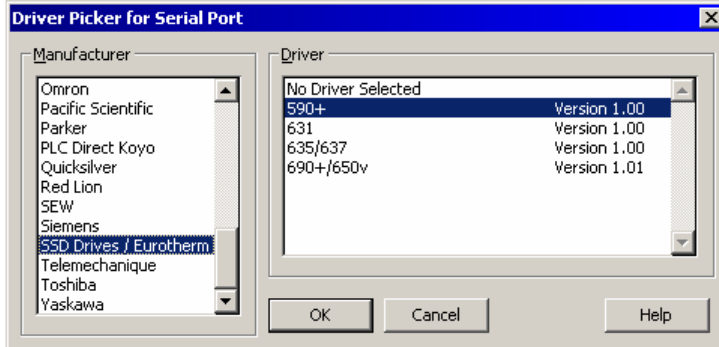 Driver Picker for Serial Port
Manufacturer
Omron
Pacific Scientific
Parker
PLC Direct Koyo
Quicksilver
Red Lion
SEW
Siemens
SSD Drives / Eurotherm
Telemechanique
Toshiba
Yaskawa
Driver
No Driver Selected
590+ Version 1.00
631 Version 1.00
635/637 Version 1.00
690+/650v Version 1.01
OK Cancel Help